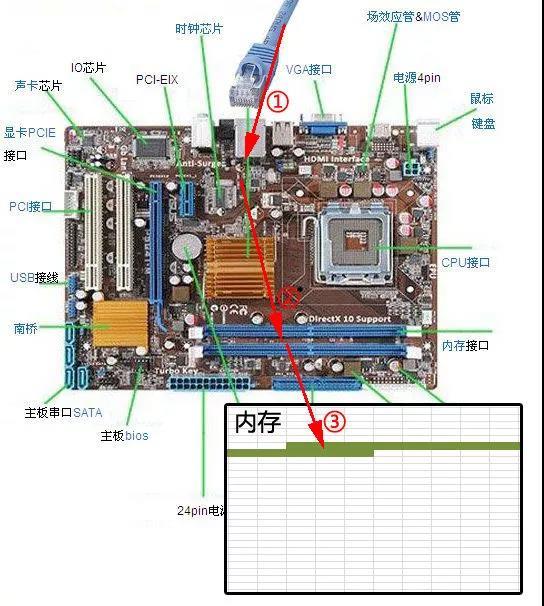 场效应管&MOS管
时钟芯片
IO芯片
VGA接口
PCI-EIX
电源4pin
声卡芯片
①
鼠标
键盘
显卡PCIE
接口
Anti-Surge
HDMI Interface
PCI接口
CPU接口
USB接线
②
南桥
DirectX 10 Support
内存接口
Turbo Key
主板串口SATA
内存
③
主板bios
24pin电源